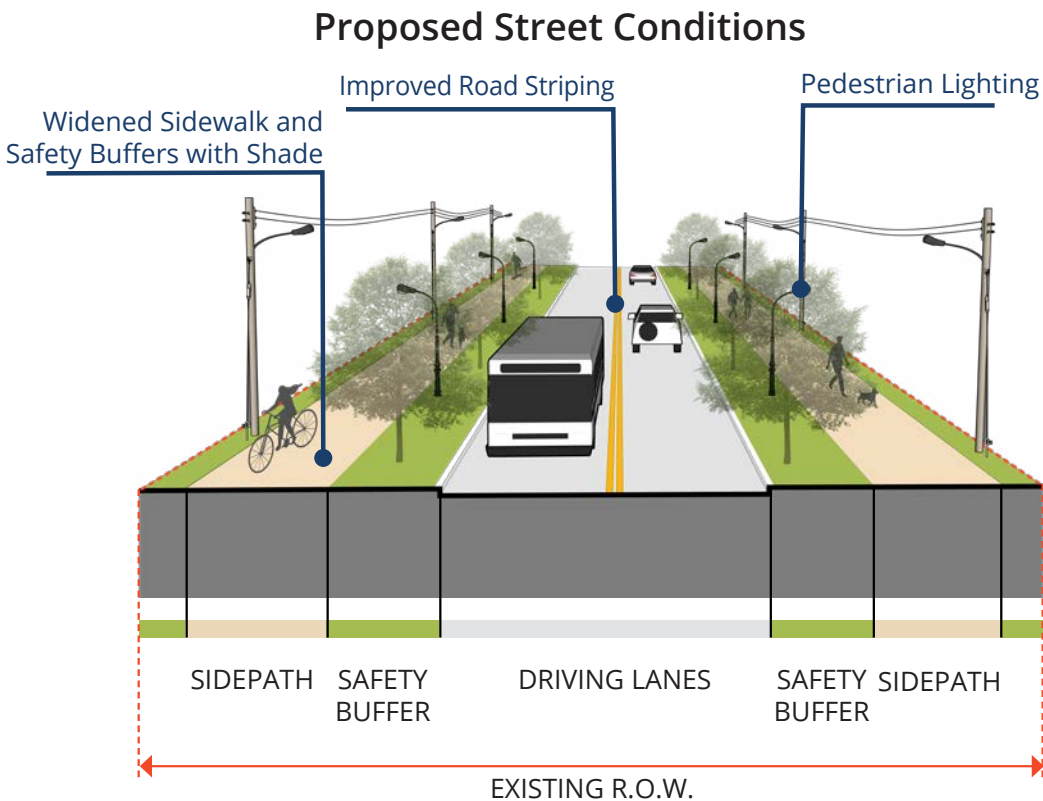 Proposed Street Conditions
Improved Road Striping
Pedestrian Lighting
Widened Sidewalk and
Safety Buffers with Shade
SIDEPATH
SAFETY
BUFFER
DRIVING LANES
SAFETY
BUFFER
SIDEPATH
EXISTING R.O.W.